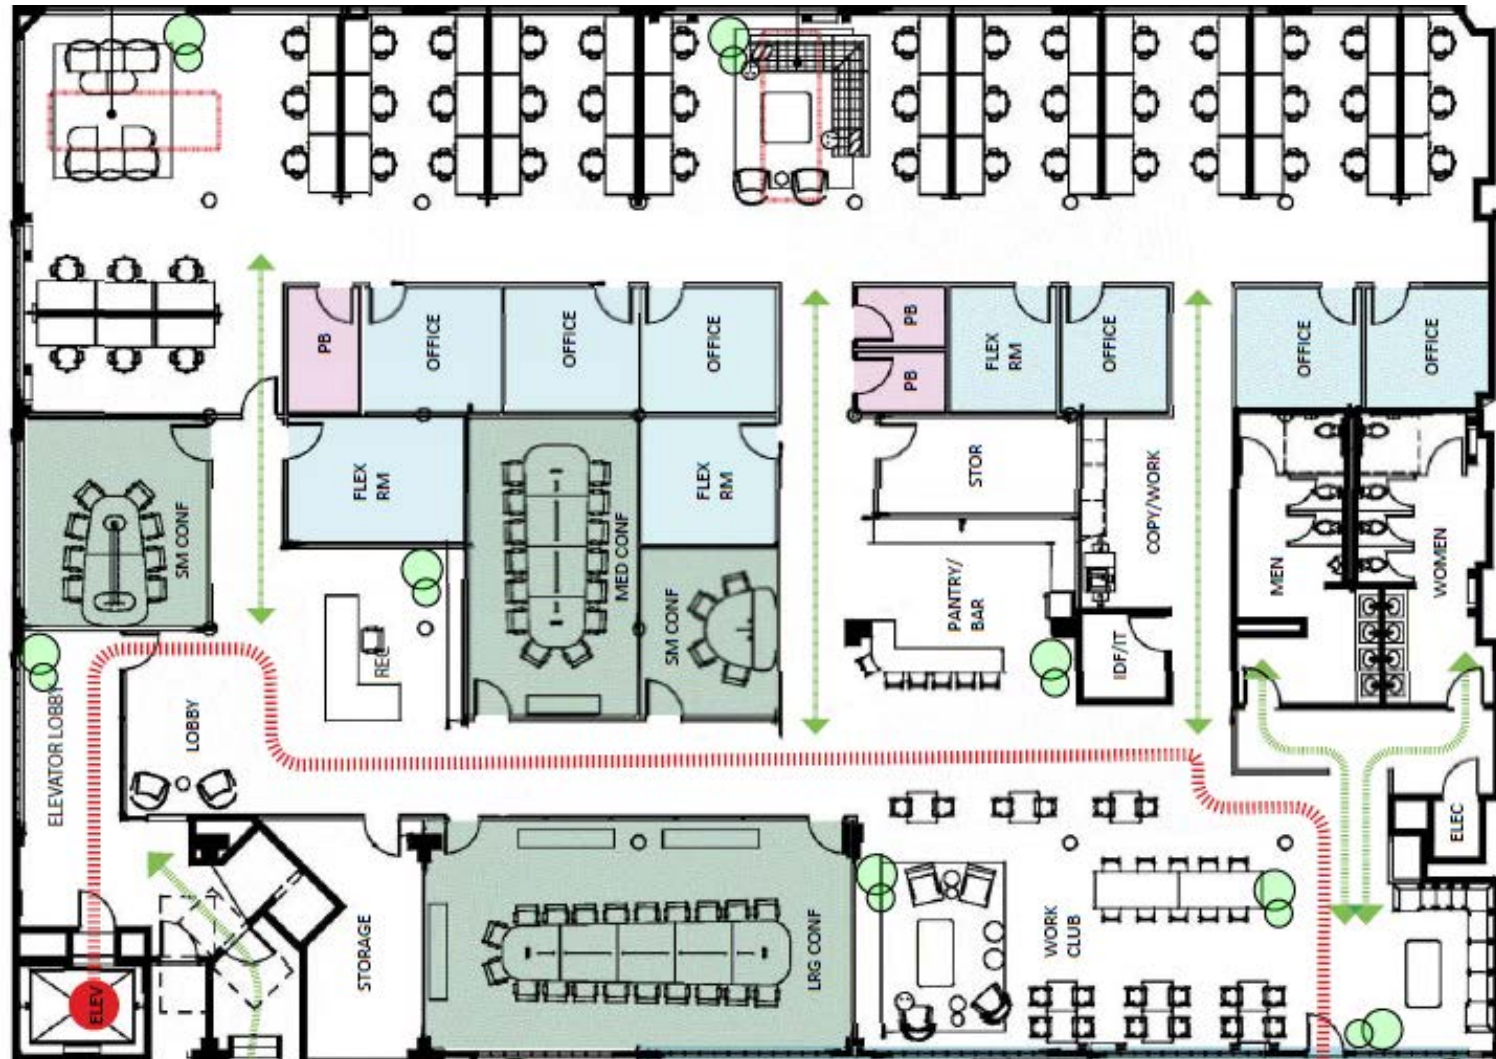 PB
OFFICE
OFFICE
OFFICE
PB
PB
FLEX
RM
OFFICE
OFFICE
OFFICE
SM CONF
FLEX
RM
MED CONF
FLEX
RM
SM CONF
STOR
COPY/WORK
PANTRY/
BAR
IDF/IT
MEN
WOMEN
REC
LOBBY
ELEVATOR LOBBY
ELEC
ELEV
STORAGE
LRG CONF
WORK
CLUB